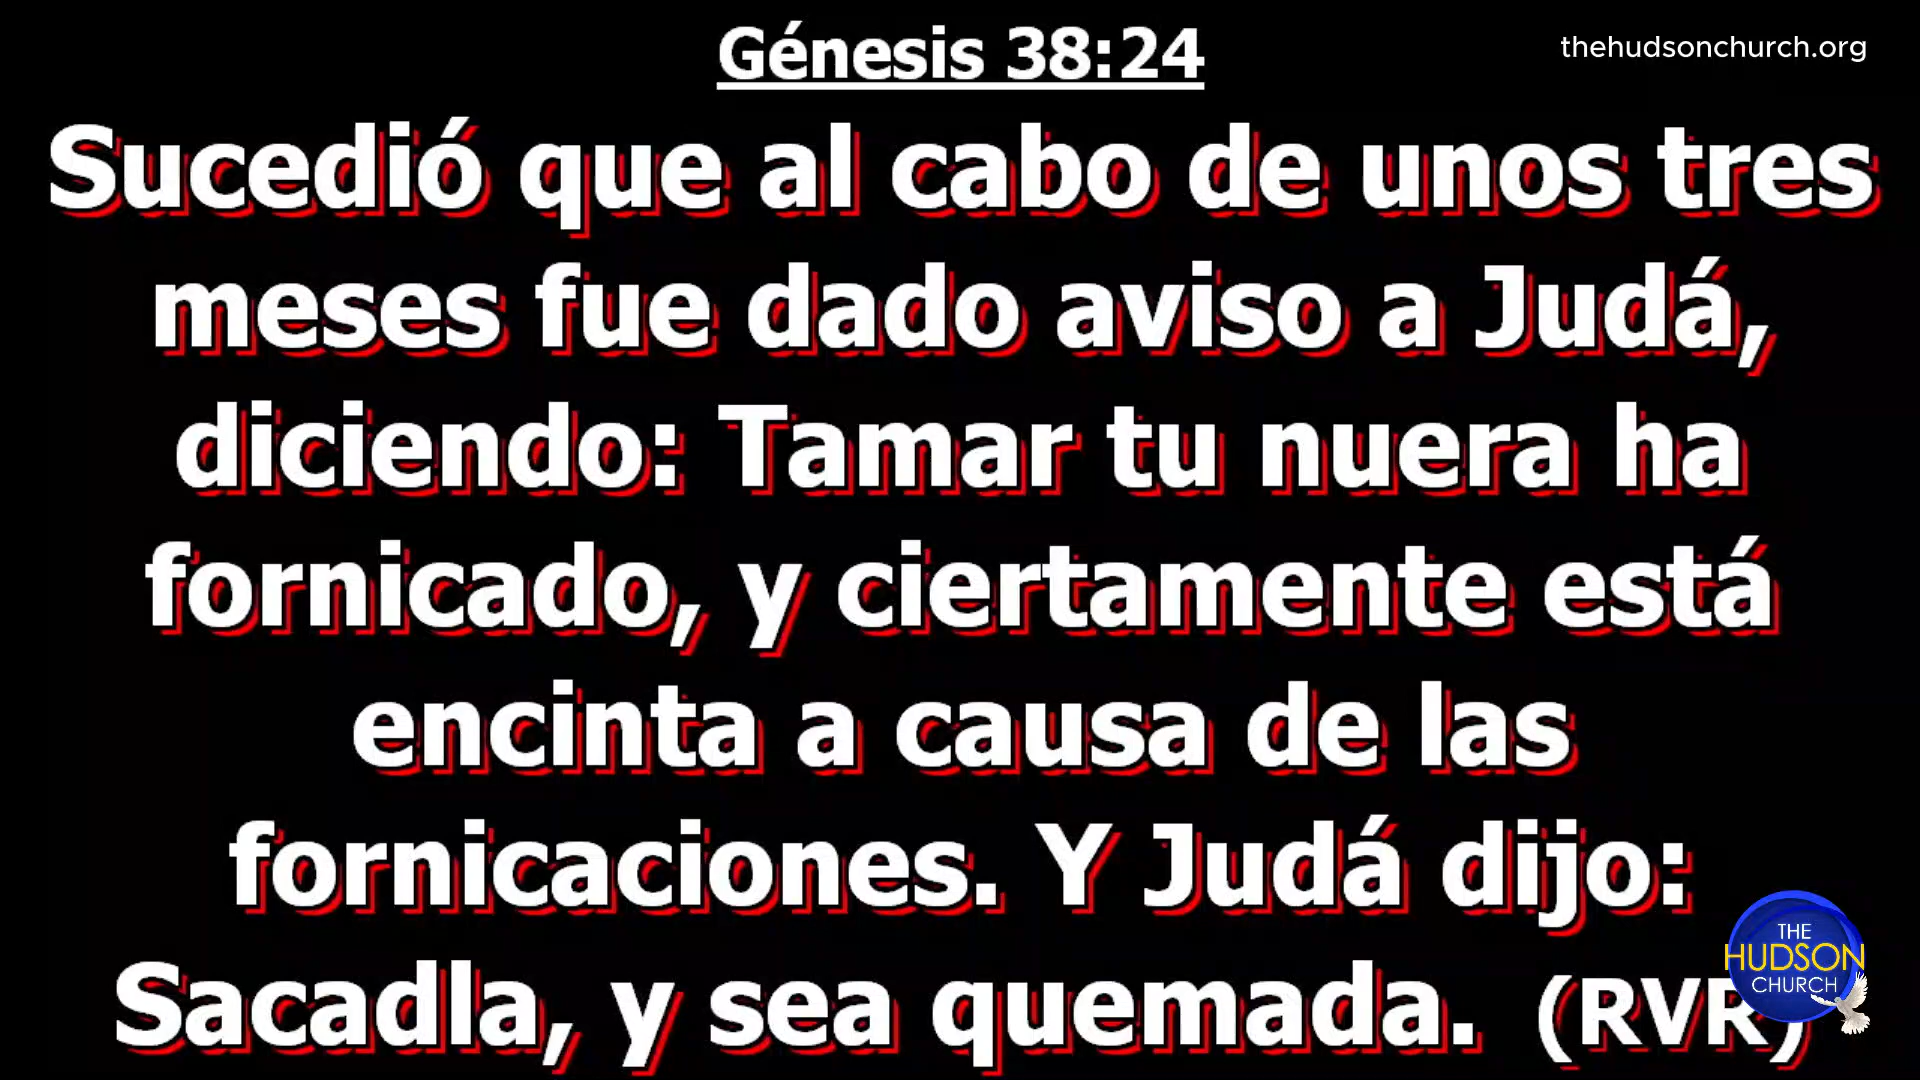 Génesis 38:24
thehudsonchurch.org
Sucedió que al cabo de unos tres
meses fue dado aviso a Judá,
diciendo: Tamar tu nuera ha
fornicado, y ciertamente está
encinta a causa de las
fornicaciones. Y Judá dijo:
Sacadla, y sea quemada. (RVR)
THE
HUDSON
CHURCH